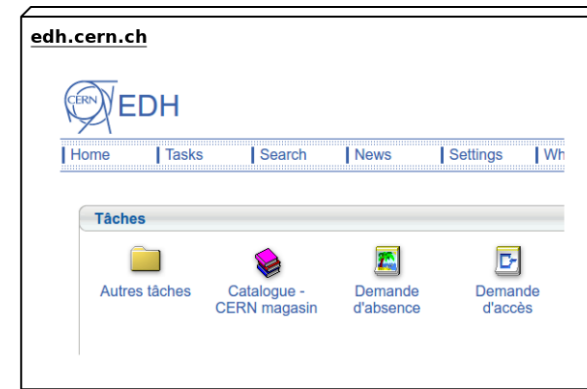 edh.cern.ch
CERN EDH
Home Tasks Search News Settings Wh
Tâches
Autres tâches Catalogue - Demande Demande
CERN magasin d'absence d'accès